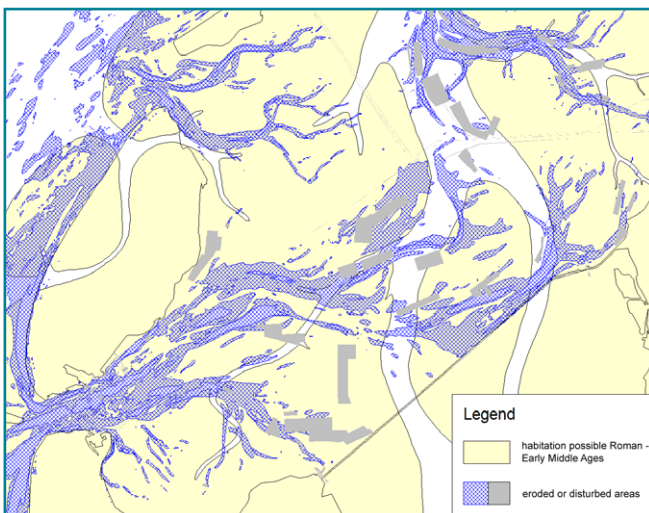 Legend
habitation possible Roman -
Early Middle Ages
eroded or disturbed areas